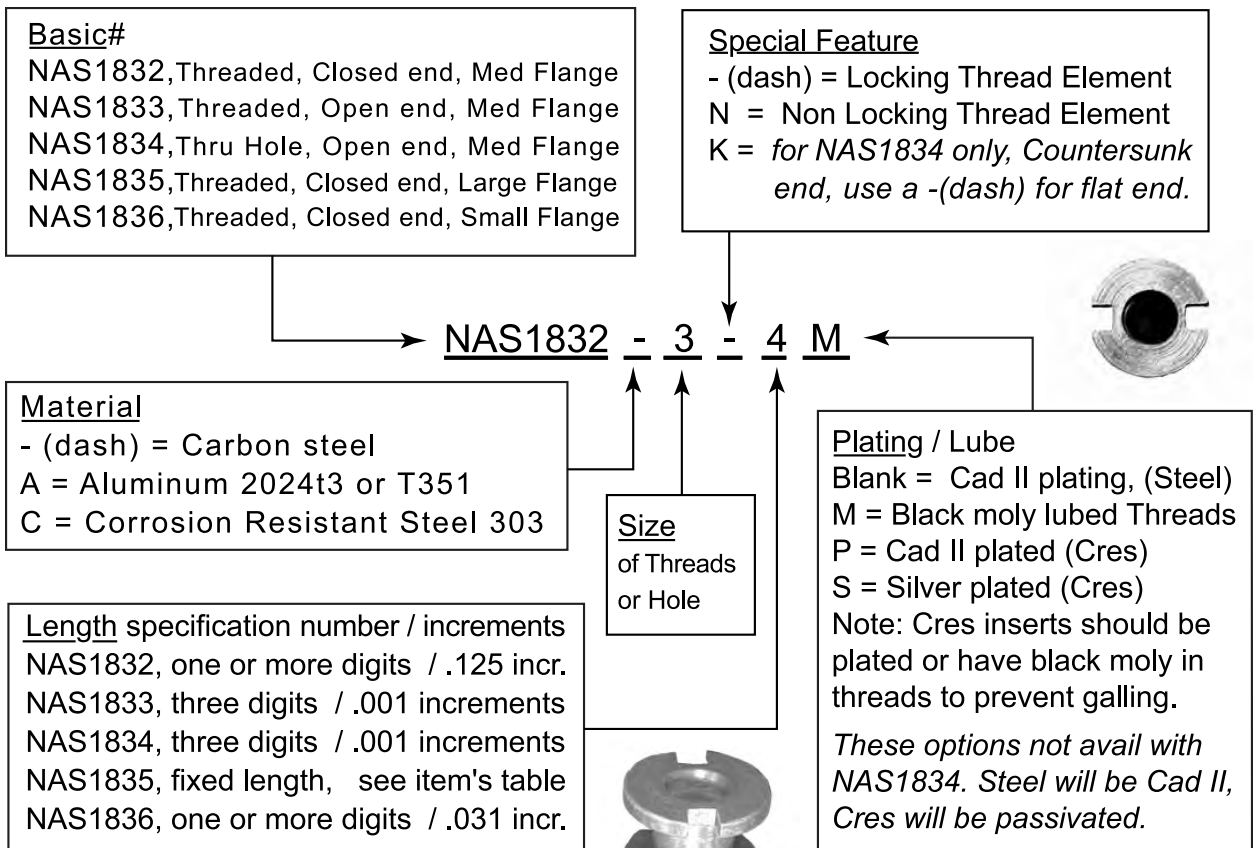 Basic#
NAS1832,Threaded, Closed end, Med Flange
NAS1833,Threaded, Open end, Med Flange
NAS1834,Thru Hole, Open end, Med Flange
NAS1835,Threaded, Closed end, Large Flange
NAS1836,Threaded, Closed end, Small Flange
Special Feature
- (dash) = Locking Thread Element
N = Non Locking Thread Element
K = for NAS1834 only, Countersunk
end, use a -(dash) for flat end.
NAS1832 - 3 - 4 M
Material
- (dash) = Carbon steel
A = Aluminum 2024t3 or T351
C = Corrosion Resistant Steel 303
Size
of Threads
or Hole
Plating / Lube
Blank = Cad II plating, (Steel)
M = Black moly lubed Threads
P = Cad II plated (Cres)
S = Silver plated (Cres)
Note: Cres inserts should be
plated or have black moly in
threads to prevent galling.
These options not avail with
NAS1834. Steel will be Cad II,
Cres will be passivated.
Length specification number / increments
NAS1832, one or more digits / .125 incr.
NAS1833, three digits / .001 increments
NAS1834, three digits / .001 increments
NAS1835, fixed length, see item's table
NAS1836, one or more digits / .031 incr.